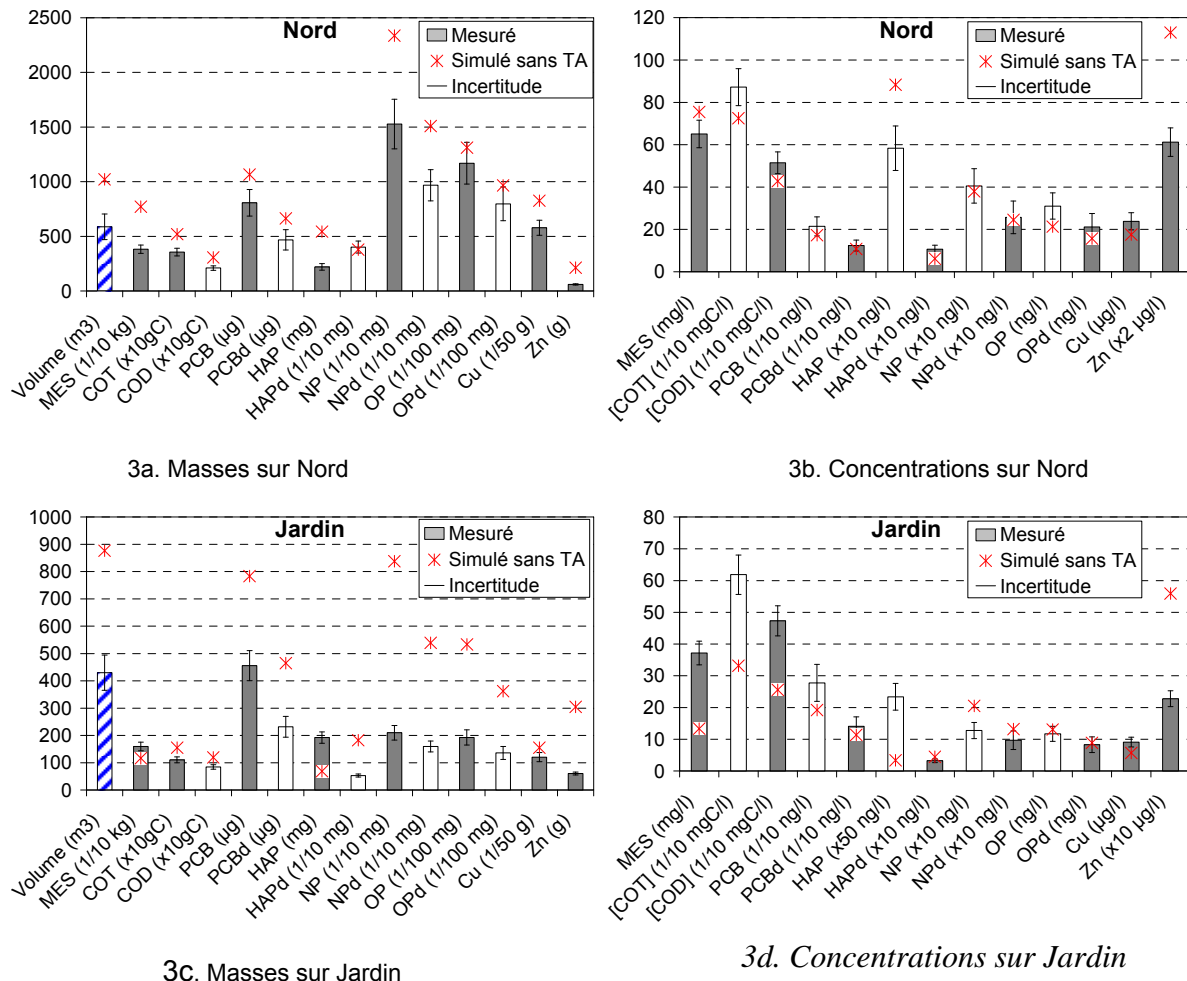 Nord
2500
2000
1500
1000
500
0
Mesuré
Simulé sans TA
Incertitude
Volume (m3)
MES (1/10 kg)
COT (x10gC)
COD (x10gC)
PCB (µg)
PCBd (µg)
HAP (mg)
HAPd (1/10 mg)
NP (1/10 mg)
NPd (1/10 mg)
OP (1/100 mg)
OPd (1/100 mg)
Cu (1/50 g)
Zn (g)
3a. Masses sur Nord
Nord
120
100
80
60
40
20
0
Mesuré
Simulé sans TA
Incertitude
MES (mg/l)
[COT] (1/10 mgC/l)
[COD] (1/10 mgC/l)
PCB (1/10 ng/l)
PCBd (1/10 ng/l)
HAP (x10 ng/l)
HAPd (x10 ng/l)
NP (x10 ng/l)
NPd (x10 ng/l)
OP (ng/l)
OPd (ng/l)
Cu (µg/l)
Zn (x2 µg/l)
3b. Concentrations sur Nord
Jardin
1000
900
800
700
600
500
400
300
200
100
0
Mesuré
Simulé sans TA
Incertitude
Volume (m3)
MES (1/10 kg)
COT (x10gC)
COD (x10gC)
PCB (µg)
PCBd (µg)
HAP (mg)
HAPd (1/10 mg)
NP (1/10 mg)
NPd (1/10 mg)
OP (1/100 mg)
OPd (1/100 mg)
Cu (1/50 g)
Zn (g)
3c. Masses sur Jardin
Jardin
80
70
60
50
40
30
20
10
0
Mesuré
Simulé sans TA
Incertitude
MES (mg/l)
[COT] (1/10 mgC/l)
[COD] (1/10 mgC/l)
PCB (1/10 ng/l)
PCBd (1/10 ng/l)
HAP (x50 ng/l)
HAPd (x10 ng/l)
NP (x10 ng/l)
NPd (x10 ng/l)
OP (ng/l)
OPd (ng/l)
Cu (µg/l)
Zn (x10 µg/l)
3d. Concentrations sur Jardin